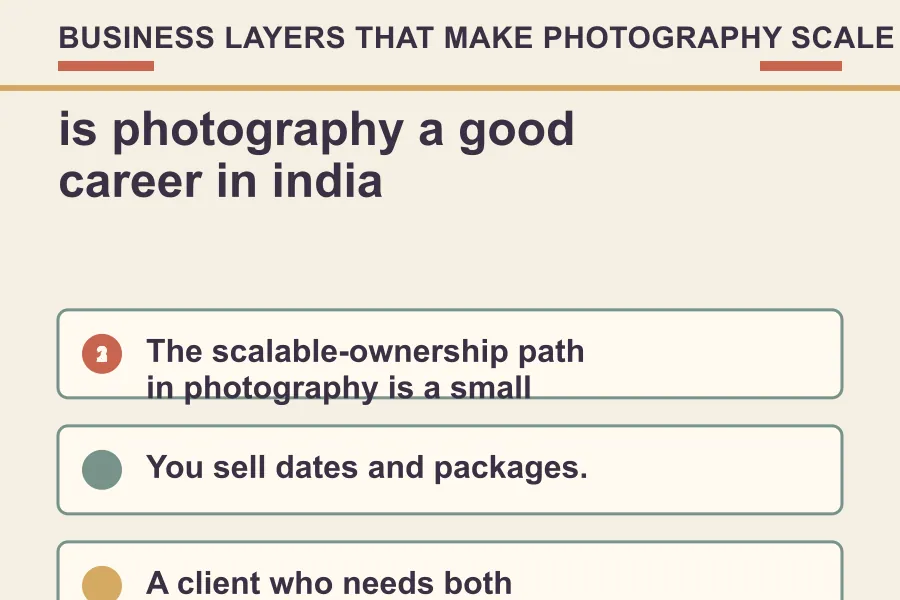 BUSINESS LAYERS THAT MAKE PHOTOGRAPHY SCALE
is photography a good
career in india
The scalable-ownership path
in photography is a small
You sell dates and packages.
A client who needs both